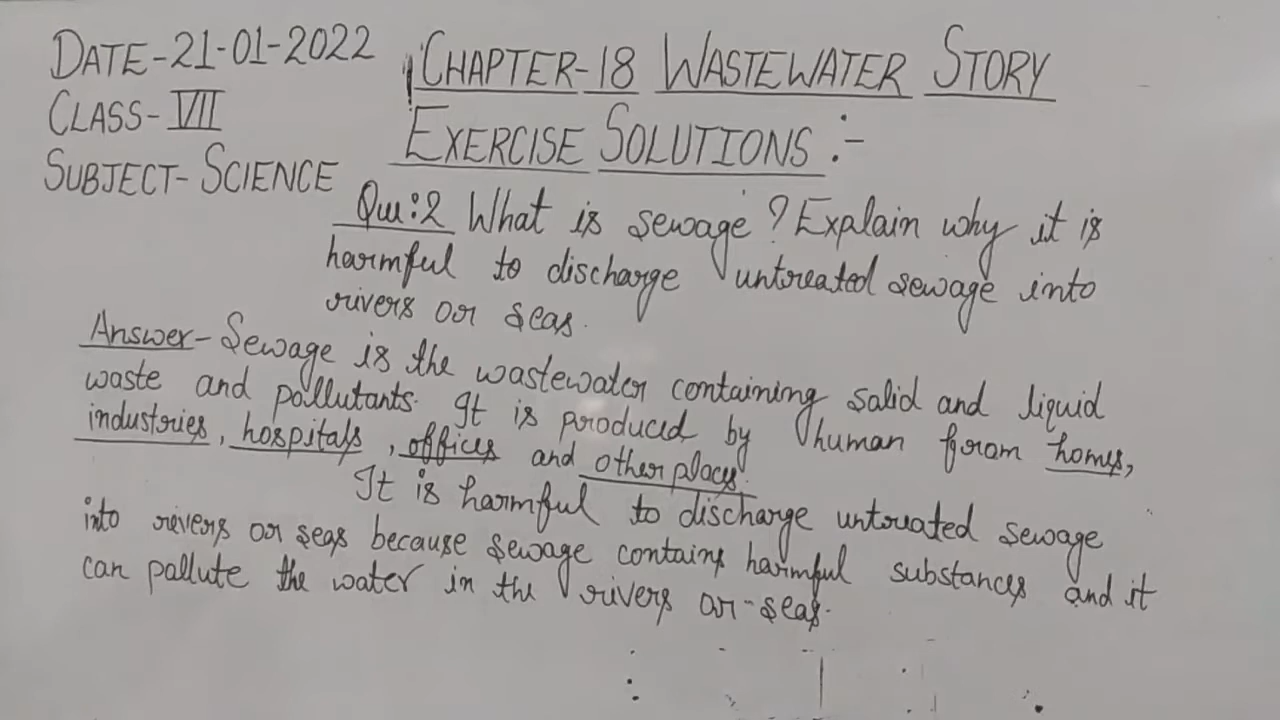 DATE-21-01-2022
CLASS-VII
SUBJECT-SCIENCE
CHAPTER-18 WASTEWATER STORY
EXERCISE SOLUTIONS :-
Que:2 What is sewage? Explain why it is
harmful to discharge untreated sewage into
rivers or seas.
Answer- Sewage is the wastewater containing solid and liquid
waste and pollutants. It is produced by human from homes,
industries, hospitals, offices and other places.
It is harmful to discharge untreated sewage
into rivers or seas because sewage contains harmful substances and it
can pallute the water in the rivers or-seas.